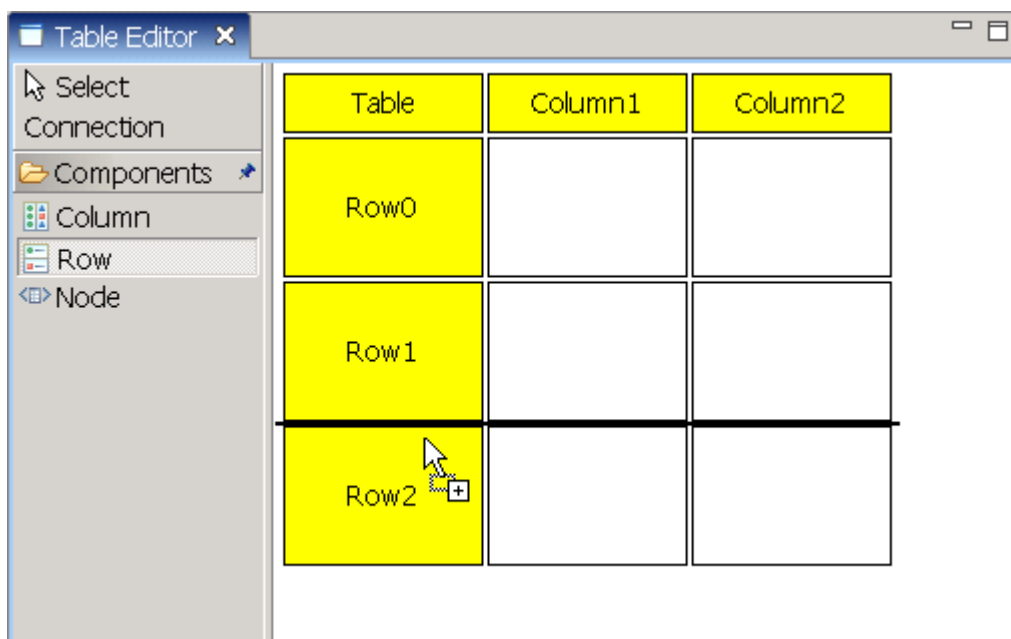 Table Editor
Select
Connection
Components
Column
Row
Node
Table Column1 Column2
Row0
Row1
Row2